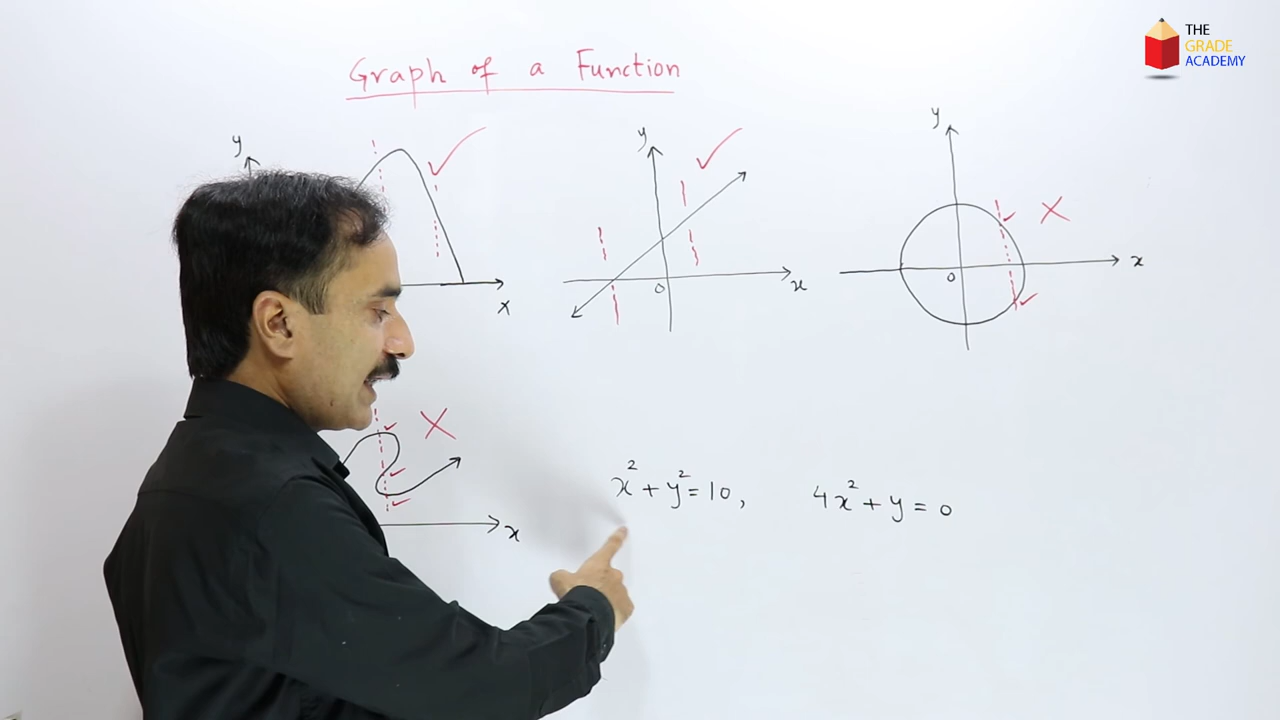 THE
GRADE
ACADEMY
Graph of a Function
y
x
y
0
x
y
0
x
x
x² + y² = 10, 4x² + y = 0